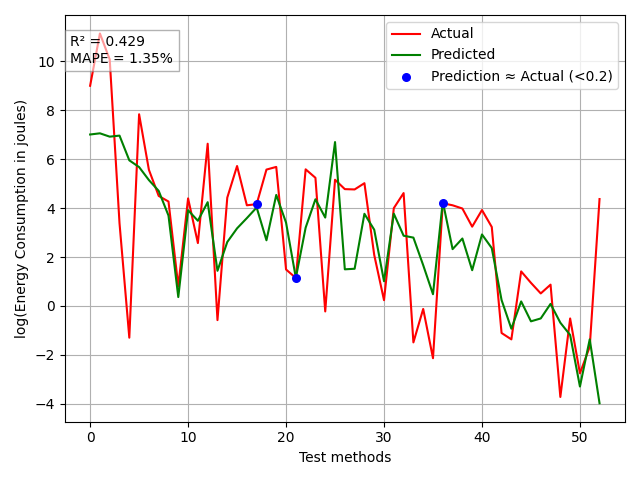 R² = 0.429
MAPE = 1.35%
Actual
Predicted
Prediction ≈ Actual (<0.2)
log(Energy Consumption in joules)
10
8
6
4
2
0
−2
−4
0
10
20
30
40
50
Test methods